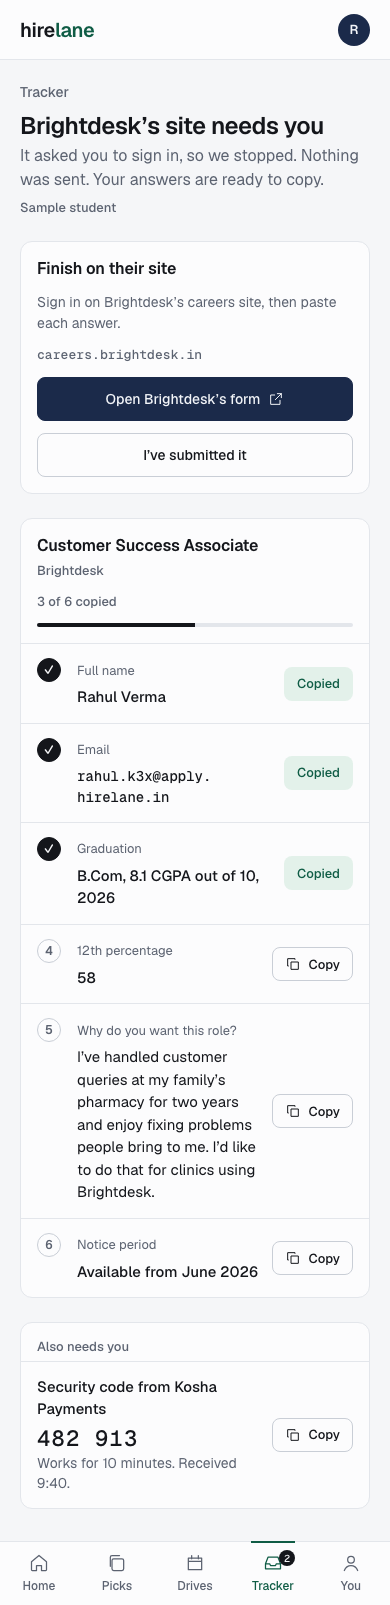 hirelane
R
Tracker
Brightdesk’s site needs you
It asked you to sign in, so we stopped. Nothing
was sent. Your answers are ready to copy.
Sample student
Finish on their site
Sign in on Brightdesk’s careers site, then paste
each answer.
careers.brightdesk.in
Open Brightdesk’s form
I’ve submitted it
Customer Success Associate
Brightdesk
3 of 6 copied
Full name
Rahul Verma
Copied
Email
rahul.k3x@apply.
hirelane.in
Copied
Graduation
B.Com, 8.1 CGPA out of 10,
2026
Copied
4
12th percentage
58
Copy
5
Why do you want this role?
I’ve handled customer
queries at my family’s
pharmacy for two years
and enjoy fixing problems
people bring to me. I’d like
to do that for clinics using
Brightdesk.
Copy
6
Notice period
Available from June 2026
Copy
Also needs you
Security code from Kosha
Payments
482 913
Works for 10 minutes. Received
9:40.
Copy
Home
Picks
Drives
Tracker
2
You